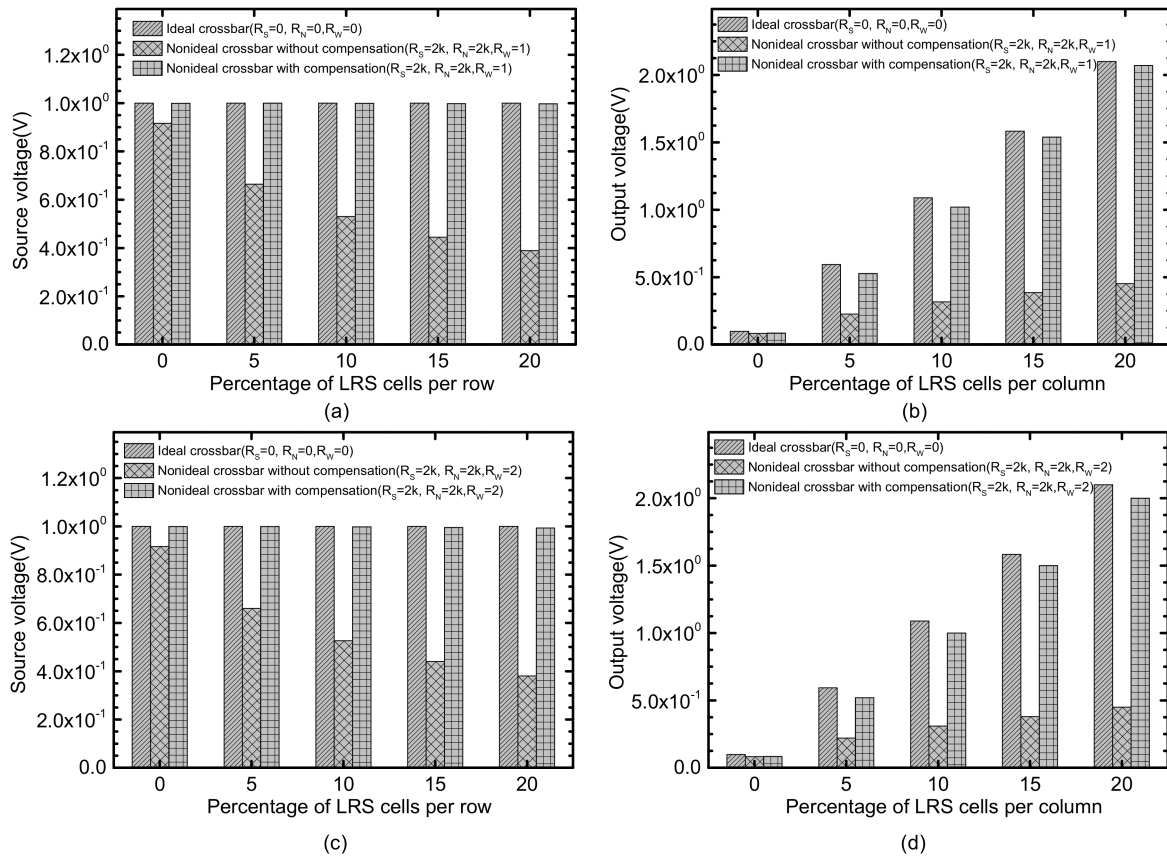 Ideal crossbar(R_S=0, R_N=0,R_W=0)
Nonideal crossbar without compensation(R_S=2k, R_N=2k,R_W=1)
Nonideal crossbar with compensation(R_S=2k, R_N=2k,R_W=1)
1.2x10^0
1.0x10^0
8.0x10^-1
6.0x10^-1
4.0x10^-1
2.0x10^-1
0.0
Source voltage(V)
0 5 10 15 20
Percentage of LRS cells per row
(a)
Ideal crossbar(R_S=0, R_N=0,R_W=0)
Nonideal crossbar without compensation(R_S=2k, R_N=2k,R_W=1)
Nonideal crossbar with compensation(R_S=2k, R_N=2k,R_W=1)
2.0x10^0
1.5x10^0
1.0x10^0
5.0x10^-1
0.0
Output voltage(V)
0 5 10 15 20
Percentage of LRS cells per column
(b)
Ideal crossbar(R_S=0, R_N=0,R_W=0)
Nonideal crossbar without compensation(R_S=2k, R_N=2k,R_W=2)
Nonideal crossbar with compensation(R_S=2k, R_N=2k,R_W=2)
1.2x10^0
1.0x10^0
8.0x10^-1
6.0x10^-1
4.0x10^-1
2.0x10^-1
0.0
Source voltage(V)
0 5 10 15 20
Percentage of LRS cells per row
(c)
Ideal crossbar(R_S=0, R_N=0,R_W=0)
Nonideal crossbar without compensation(R_S=2k, R_N=2k,R_W=2)
Nonideal crossbar with compensation(R_S=2k, R_N=2k,R_W=2)
2.0x10^0
1.5x10^0
1.0x10^0
5.0x10^-1
0.0
Output voltage(V)
0 5 10 15 20
Percentage of LRS cells per column
(d)